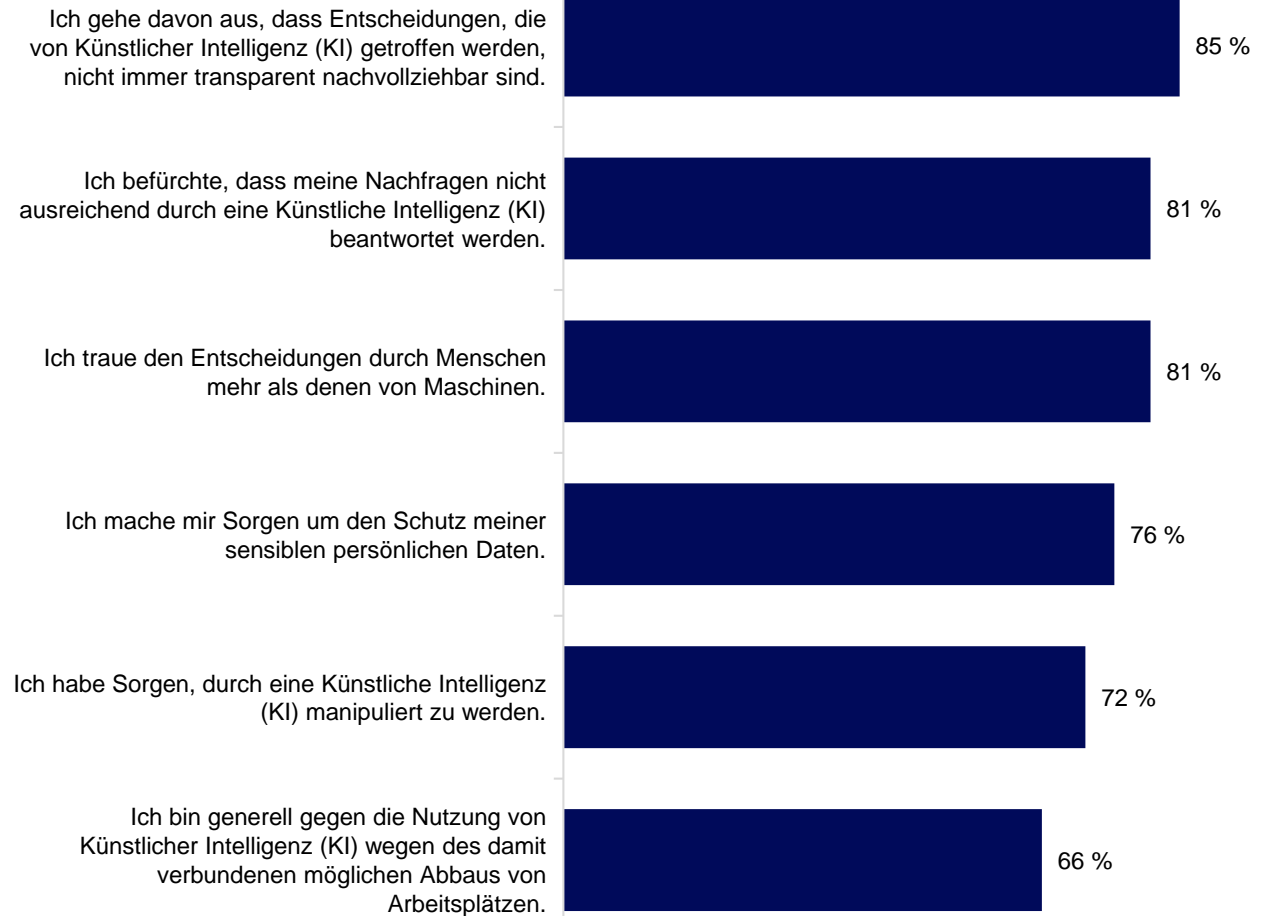 Ich gehe davon aus, dass Entscheidungen, die
von Künstlicher Intelligenz (KI) getroffen werden,
nicht immer transparent nachvollziehbar sind.
85 %
Ich befürchte, dass meine Nachfragen nicht
ausreichend durch eine Künstliche Intelligenz (KI)
beantwortet werden.
81 %
Ich traue den Entscheidungen durch Menschen
mehr als denen von Maschinen.
81 %
Ich mache mir Sorgen um den Schutz meiner
sensiblen persönlichen Daten.
76 %
Ich habe Sorgen, durch eine Künstliche Intelligenz
(KI) manipuliert zu werden.
72 %
Ich bin generell gegen die Nutzung von
Künstlicher Intelligenz (KI) wegen des damit
verbundenen möglichen Abbaus von
Arbeitsplätzen.
66 %